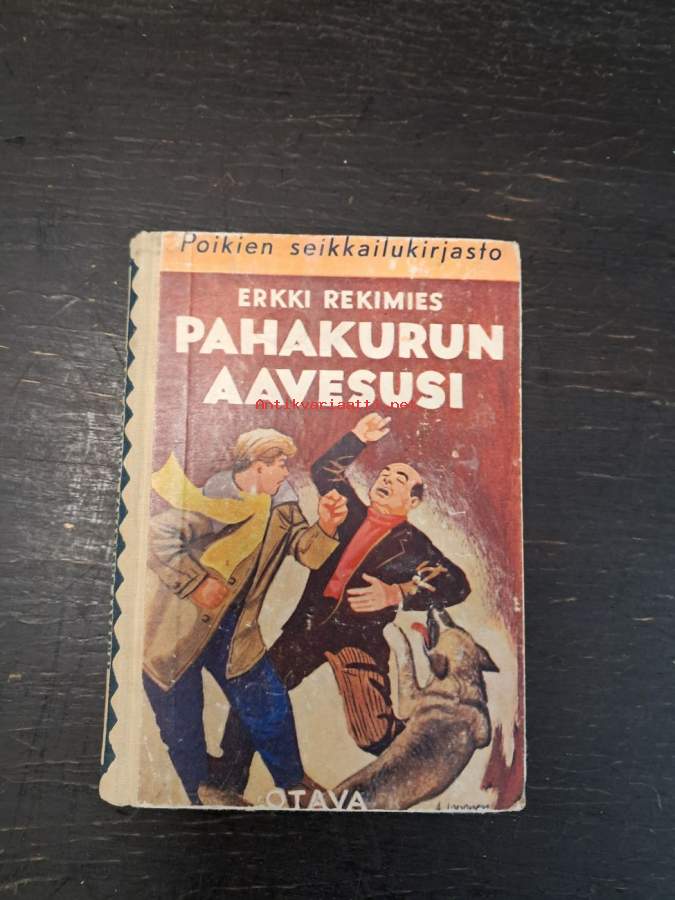 Poikien seikkailukirjasto
ERKKI REKIMIES
PAHAKURUN
AAVESUSI
Antikvariaatti.net
OTAVA